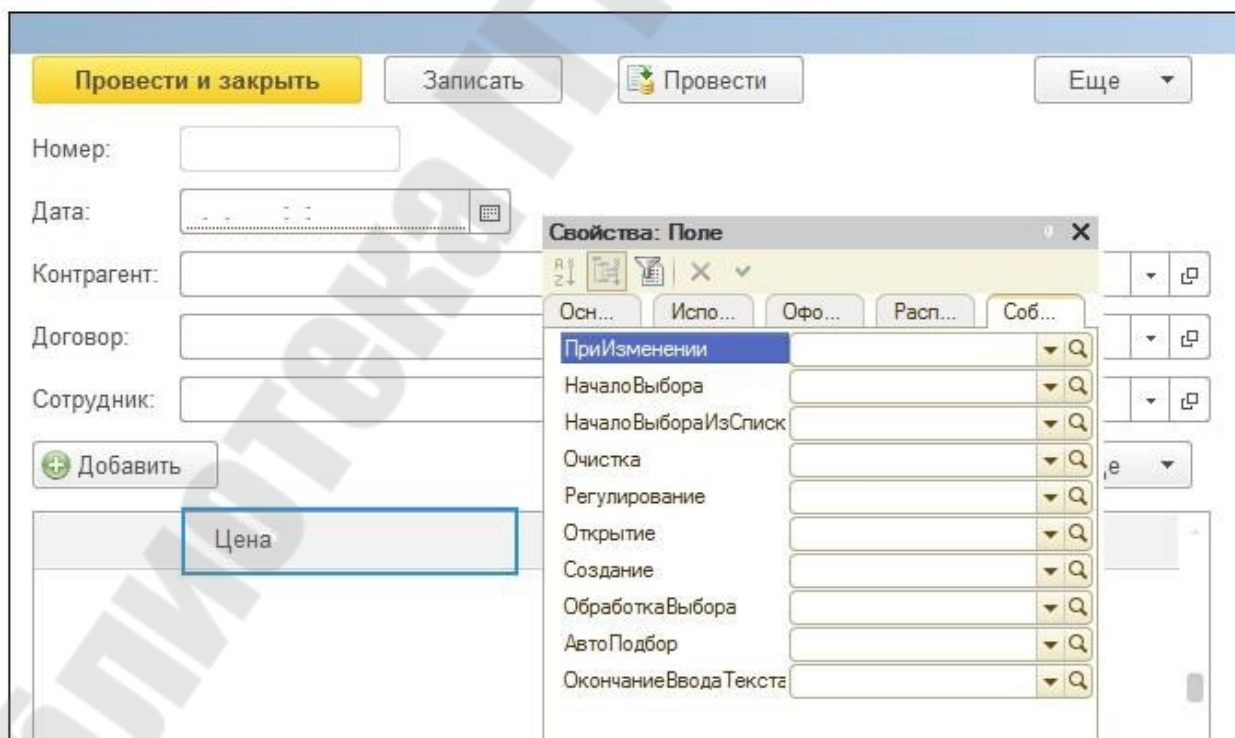 Провести и закрыть Записать Провести Еще
Номер:
Дата:
Свойства: Поле
Контрагент:
Осн... Испо... Офо... Расп... Соб...
Договор:
ПриИзменении
НачалоВыбора
Сотрудник:
НачалоВыбораИзСписк
Добавить
Очистка
Регулирование
Цена
Открытие
Создание
ОбработкаВыбора
АвтоПодбор
ОкончаниеВводаТекста